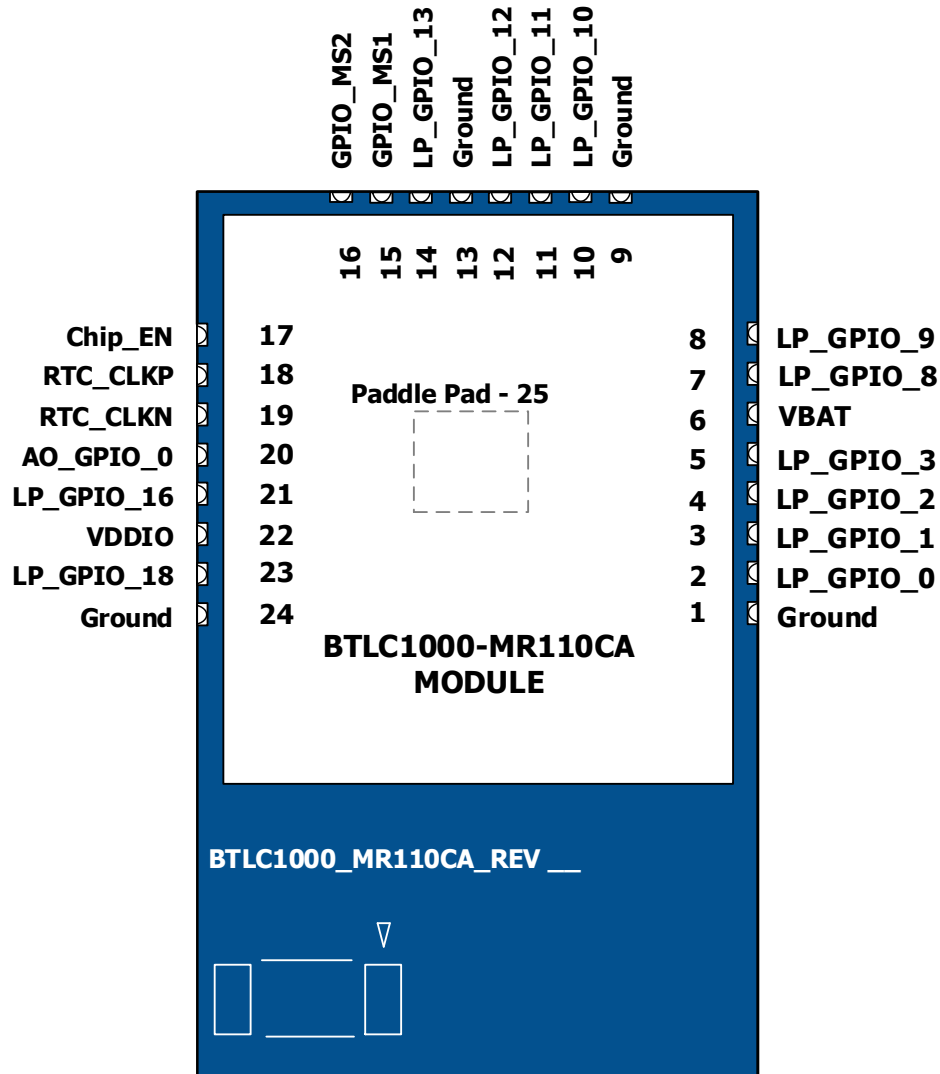 GPIO_MS2
GPIO_MS1
LP_GPIO_13
Ground
LP_GPIO_12
LP_GPIO_11
LP_GPIO_10
Ground
16
15
14
13
12
11
10
9
Chip_EN 17
RTC_CLKP 18
RTC_CLKN 19
AO_GPIO_0 20
LP_GPIO_16 21
VDDIO 22
LP_GPIO_18 23
Ground 24
Paddle Pad - 25
8 LP_GPIO_9
7 LP_GPIO_8
6 VBAT
5 LP_GPIO_3
4 LP_GPIO_2
3 LP_GPIO_1
2 LP_GPIO_0
1 Ground
BTLC1000-MR110CA
MODULE
BTLC1000_MR110CA_REV __